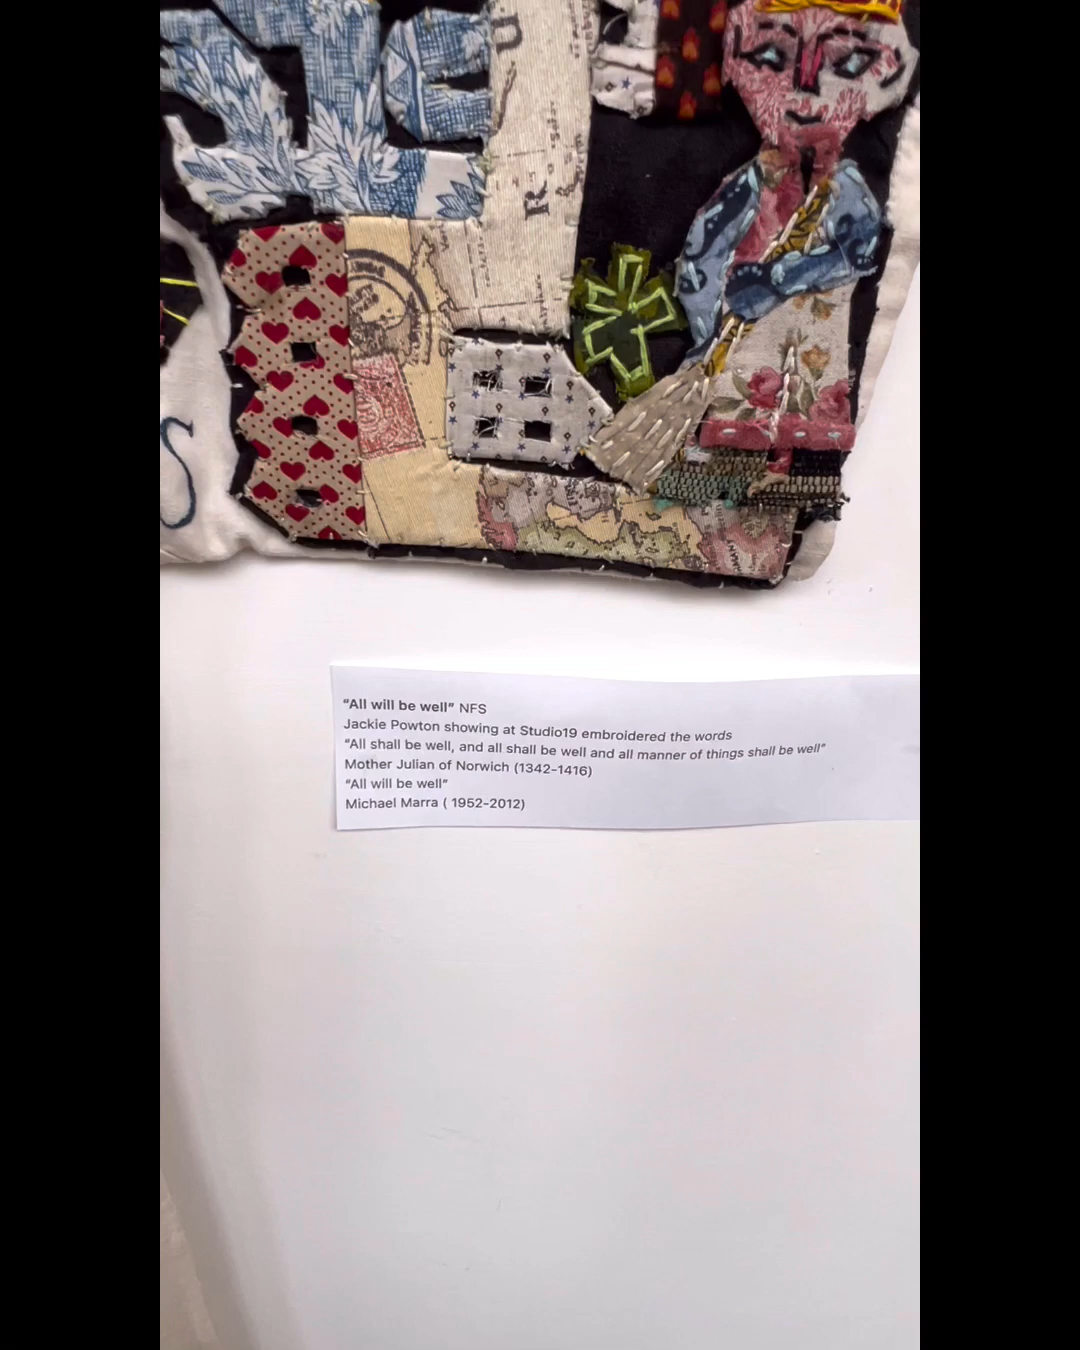 U
R
S
“All will be well” NFS
Jackie Powton showing at Studio19 embroidered the words
“All shall be well, and all shall be well and all manner of things shall be well”
Mother Julian of Norwich (1342-1416)
“All will be well”
Michael Marra ( 1952-2012)